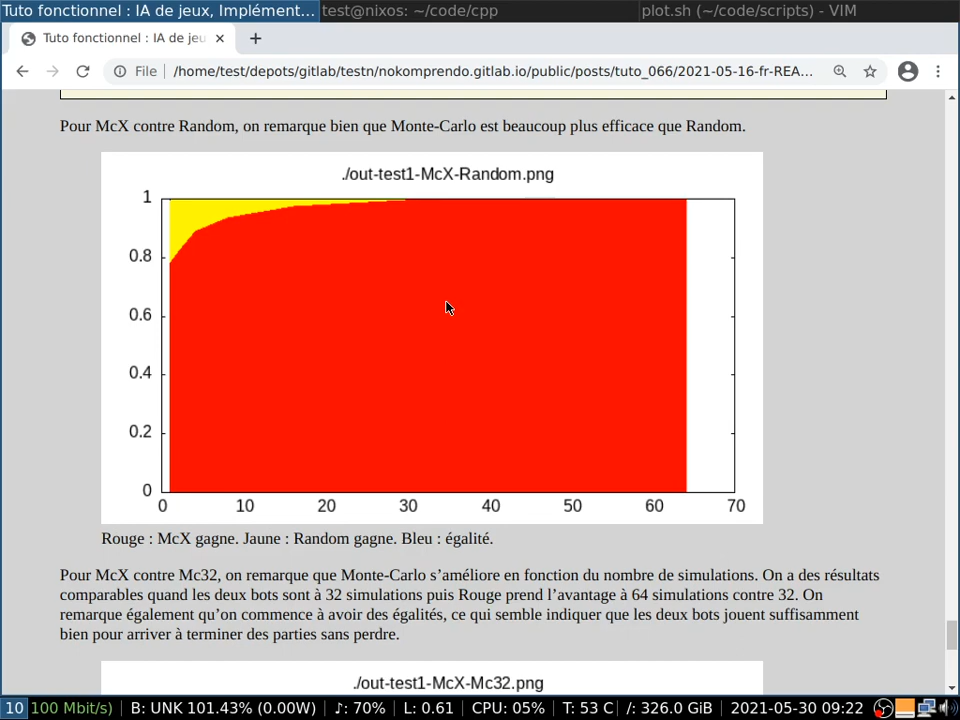 Tuto fonctionnel : IA de jeux, Implément... test@nixos: ~/code/cpp plot.sh (~/code/scripts) - VIM
Tuto fonctionnel : IA de jeu
File /home/test/depots/gitlab/testn/nokomprendo.gitlab.io/public/posts/tuto_066/2021-05-16-fr-REA...
Pour McX contre Random, on remarque bien que Monte-Carlo est beaucoup plus efficace que Random.
./out-test1-McX-Random.png
1
0.8
0.6
0.4
0.2
0
0 10 20 30 40 50 60 70
Rouge : McX gagne. Jaune : Random gagne. Bleu : égalité.
Pour McX contre Mc32, on remarque que Monte-Carlo s’améliore en fonction du nombre de simulations. On a des résultats
comparables quand les deux bots sont à 32 simulations puis Rouge prend l’avantage à 64 simulations contre 32. On
remarque également qu’on commence à avoir des égalités, ce qui semble indiquer que les deux bots jouent suffisamment
bien pour arriver à terminer des parties sans perdre.
./out-test1-McX-Mc32.png
10 100 Mbit/s) | B: UNK 101.43% (0.00W) | ♪: 70% | L: 0.61 | CPU: 05% | T: 53 C | /: 326.0 GiB | 2021-05-30 09:22